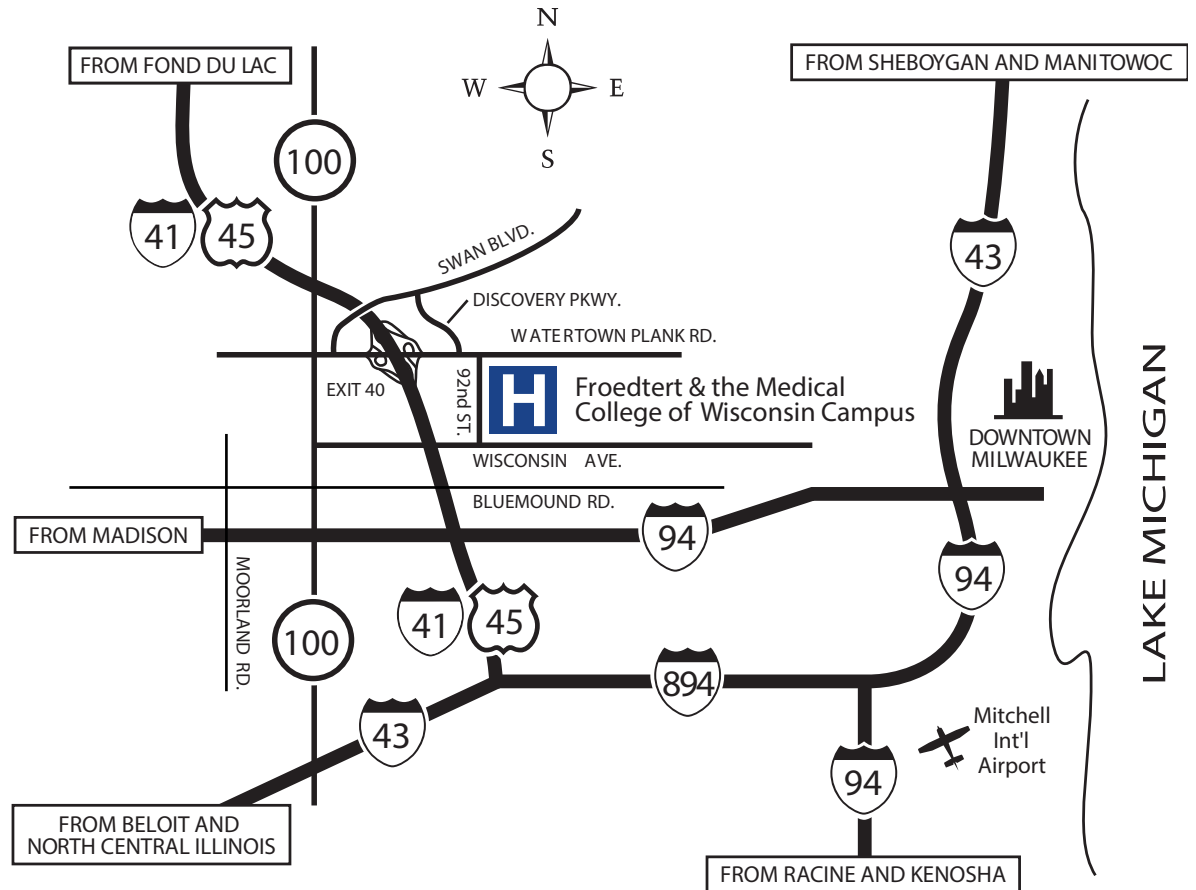 N
FROM FOND DU LAC
FROM SHEBOYGAN AND MANITOWOC
W
E
S
100
41
45
43
SWAN BLVD.
DISCOVERY PKWY.
WATERTOWN PLANK RD.
EXIT 40
92nd ST.
H
Froedtert & the Medical
College of Wisconsin Campus
WISCONSIN AVE.
DOWNTOWN
MILWAUKEE
LAKE MICHIGAN
BLUEMOUND RD.
FROM MADISON
94
94
MOORLAND RD.
100
41
45
894
43
Mitchell
Int'l
Airport
94
FROM BELOIT AND
NORTH CENTRAL ILLINOIS
FROM RACINE AND KENOSHA